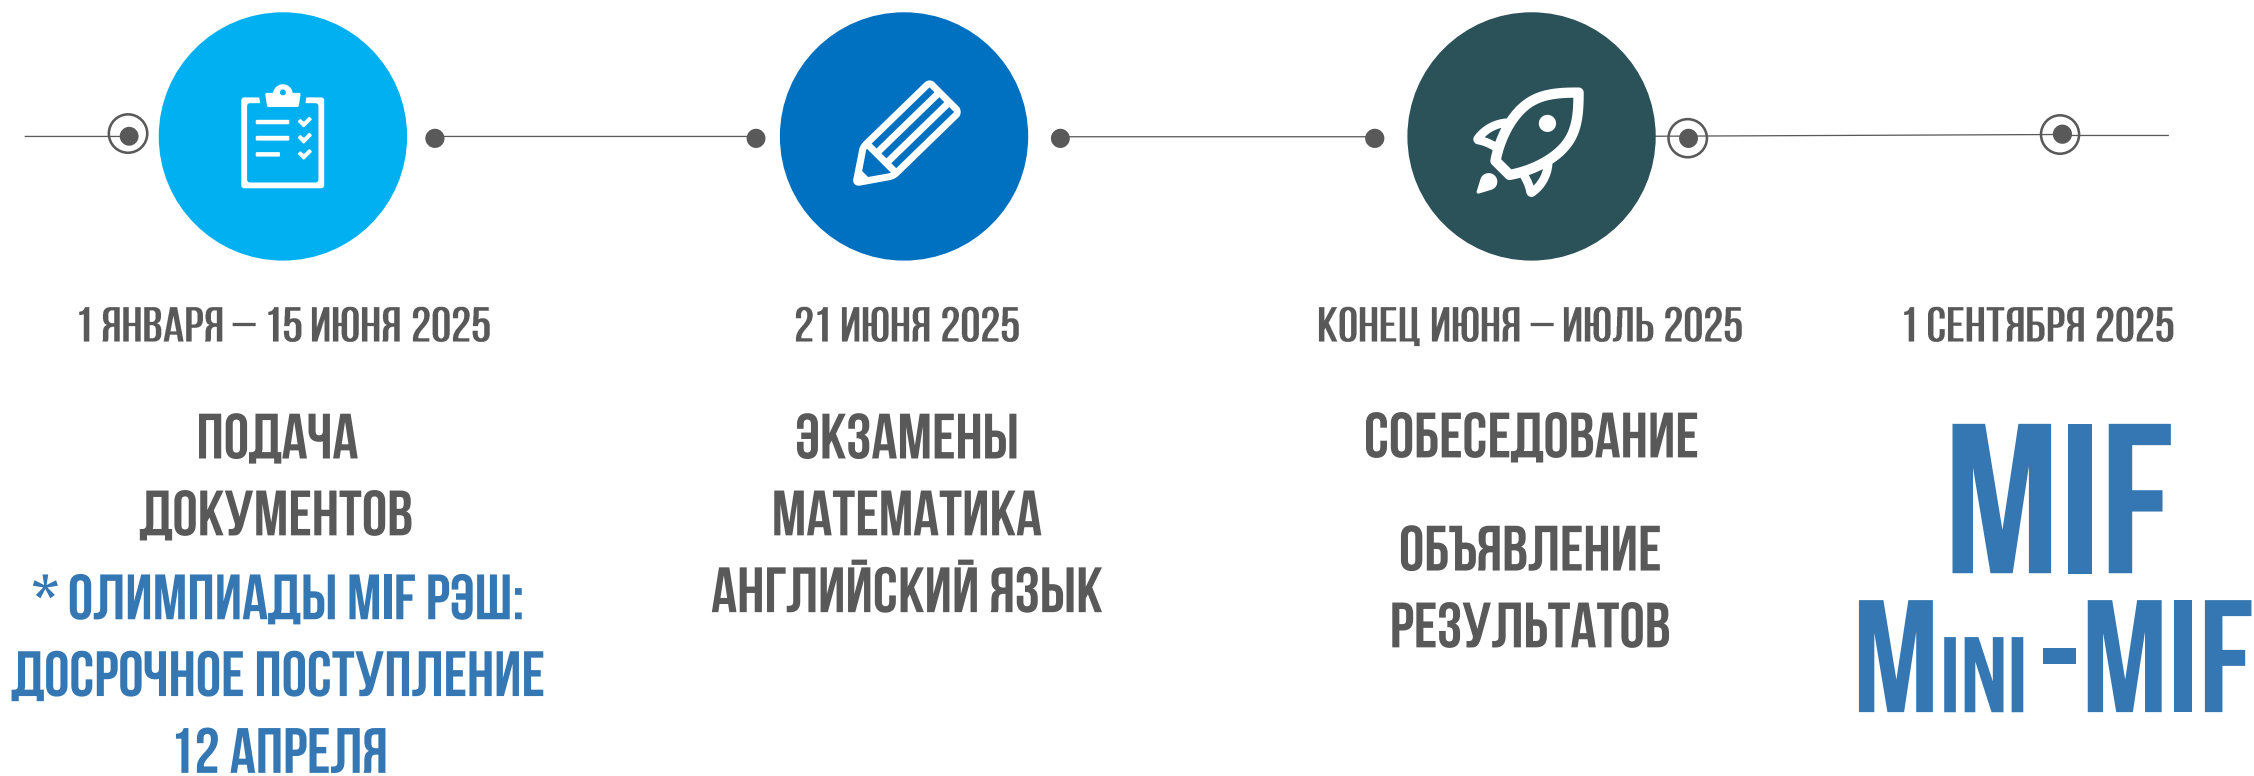 1 ЯНВАРЯ – 15 ИЮНЯ 2025
ПОДАЧА
ДОКУМЕНТОВ
* ОЛИМПИАДЫ MIF РЭШ:
ДОСРОЧНОЕ ПОСТУПЛЕНИЕ
12 АПРЕЛЯ
21 ИЮНЯ 2025
ЭКЗАМЕНЫ
МАТЕМАТИКА
АНГЛИЙСКИЙ ЯЗЫК
КОНЕЦ ИЮНЯ – ИЮЛЬ 2025
СОБЕСЕДОВАНИЕ
ОБЪЯВЛЕНИЕ
РЕЗУЛЬТАТОВ
1 СЕНТЯБРЯ 2025
MIF
MINI-MIF